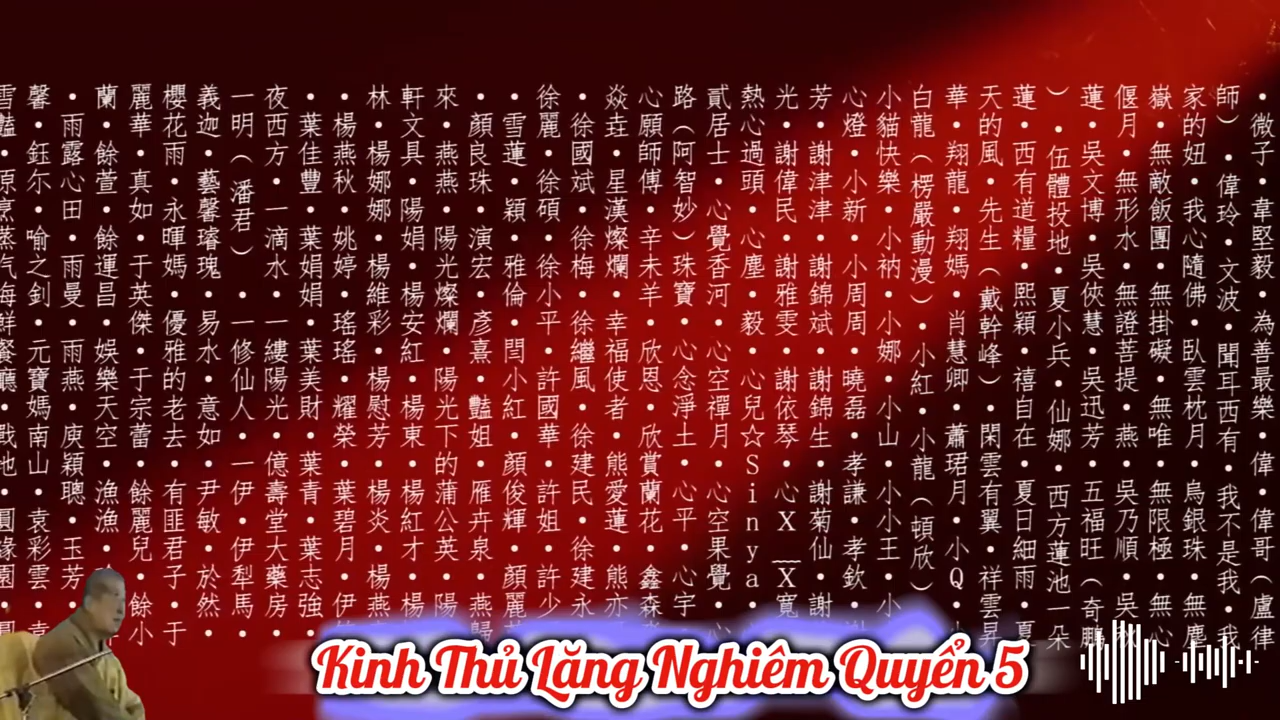 ・微子・韋堅毅・為善最樂・偉・偉哥（盧律
師）・偉玲・文波・聞耳西有・我不是我・我
家的妞・我心隨佛・臥雲枕月・烏銀珠・無塵
嶽・無敵飯團・無掛礙・無唯・無限極・無心
偃月・無形水・無證菩提・燕・吳乃順・吳
蓮・吳文博・吳俠慧・吳迅芳・五福旺（奇鵬
）・伍體投地・夏小兵・仙娜・西方蓮池一朵
蓮・西有道糧・熙穎・禧自在・夏日細雨・夏
天的風・先生（戴幹峰）・閑雲有翼・祥雲昇
華・翔龍・翔媽・肖慧卿・蕭珺月・小Q・小
白龍（楞嚴動漫）・小紅・小龍（頓欣）・
小貓快樂・小衲・小娜・小山・小小王・小
心燈・小新・小周周・曉磊・孝謙・孝欽・謝
芳・謝津津・謝錦斌・謝錦生・謝菊仙・謝
光・謝偉民・謝雅雯・謝依琴・心X＿X寬
熱心過頭・心塵・毅・心兒☆Sinya・
貳居士・心覺香河・心空禪月・心空果覺・心
路（阿智妙）珠寶・心念淨土・心平・心宇・
心願師傅・辛未羊・欣恩・欣賞蘭花・鑫森
焱垚・星漢燦爛・幸福使者・熊愛蓮・熊亦
・徐國斌・徐梅・徐繼風・徐建民・徐建永
徐麗・徐碩・徐小平・許國華・許姐・許少
・雪蓮・穎・雅倫・閆小紅・顏俊輝・顏麗
・顏良珠・演宏・彥熹・豔姐・雁卉泉・燕歸
來・燕燕・陽光燦爛・陽光下的蒲公英・陽
軒文具・陽娟・楊安紅・楊東・楊紅才・楊
林・楊娜娜・楊維彩・楊慰芳・楊炎・楊燕
・楊燕秋・姚婷・瑤瑤・耀榮・葉碧月・伊
・葉佳豐・葉娟娟・葉美財・葉青・葉志強・
夜西方・一滴水・一縷陽光・億壽堂大藥房・
一明（潘君）・一修仙人・一伊・伊犁馬・
義迦・藝馨璿瑰・易水・意如・尹敏・於然・
櫻花雨・永暉媽・優雅的老去・有匪君子・于
麗華・真如・于英傑・于宗蕾・餘麗兒・餘小
蘭・餘萱・餘運昌・娛樂天空・漁漁・
・雨露心田・雨曼・雨燕・庾穎聰・玉芳
馨・鈺尓・喻之釗・元寶媽南山・袁彩雲・袁
Kinh Thủ Lăng Nghiêm Quyển 5